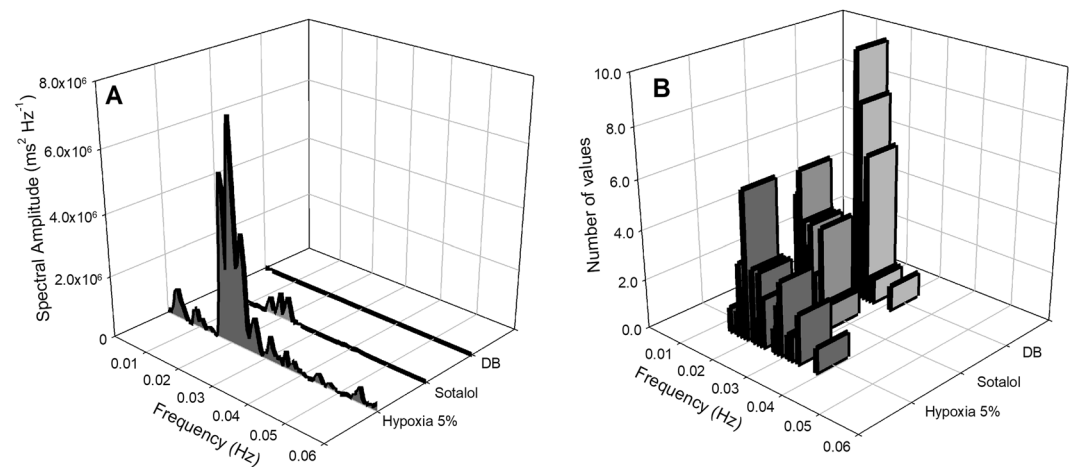 A
8.0x10⁶
6.0x10⁶
4.0x10⁶
2.0x10⁶
0
Spectral Amplitude (ms² Hz⁻¹)
0.01
0.02
0.03
0.04
0.05
0.06
Frequency (Hz)
DB
Sotalol
Hypoxia 5%
B
10.0
8.0
6.0
4.0
2.0
0.0
Number of values
0.01
0.02
0.03
0.04
0.05
0.06
Frequency (Hz)
DB
Sotalol
Hypoxia 5%